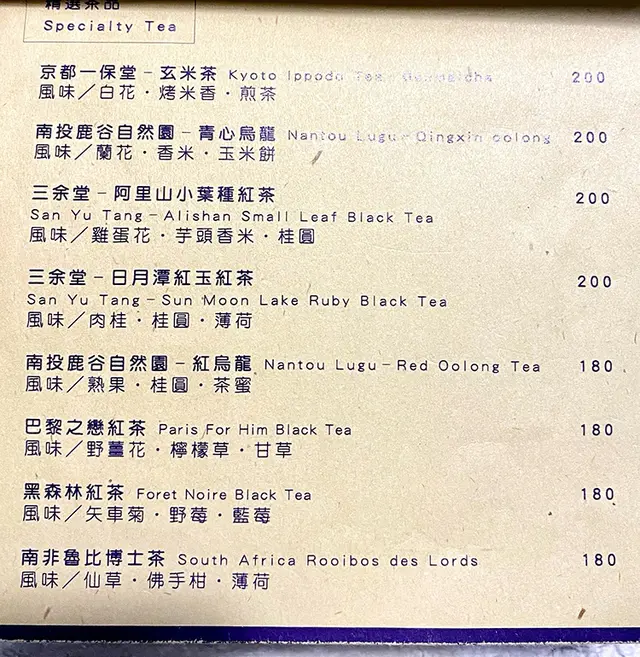 精選茶品
Specialty Tea
京都一保堂－玄米茶 Kyoto Ippodo Tea－Genmaicha 200
風味／白花・烤米香・煎茶
南投鹿谷自然園－青心烏龍 Nantou Lugu－Qingxin oolong 200
風味／蘭花・香米・玉米餅
三余堂－阿里山小葉種紅茶 200
San Yu Tang－Alishan Small Leaf Black Tea
風味／雞蛋花・芋頭香米・桂圓
三余堂－日月潭紅玉紅茶 200
San Yu Tang－Sun Moon Lake Ruby Black Tea
風味／肉桂・桂圓・薄荷
南投鹿谷自然園－紅烏龍 Nantou Lugu－Red Oolong Tea 180
風味／熟果・桂圓・茶蜜
巴黎之戀紅茶 Paris For Him Black Tea 180
風味／野薑花・檸檬草・甘草
黑森林紅茶 Foret Noire Black Tea 180
風味／矢車菊・野莓・藍莓
南非魯比博士茶 South Africa Rooibos des Lords 180
風味／仙草・佛手柑・薄荷